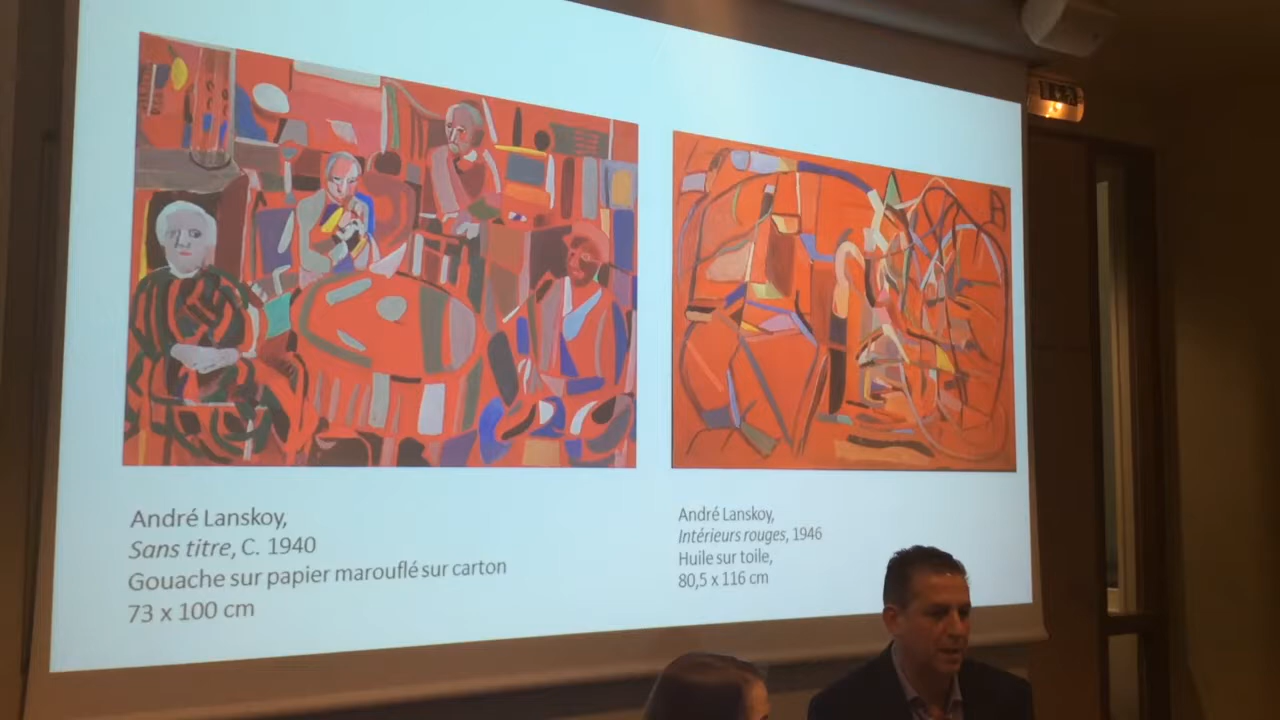 André Lanskoy,
Sans titre, C. 1940
Gouache sur papier marouflé sur carton
73 x 100 cm
André Lanskoy,
Intérieurs rouges, 1946
Huile sur toile,
80,5 x 116 cm